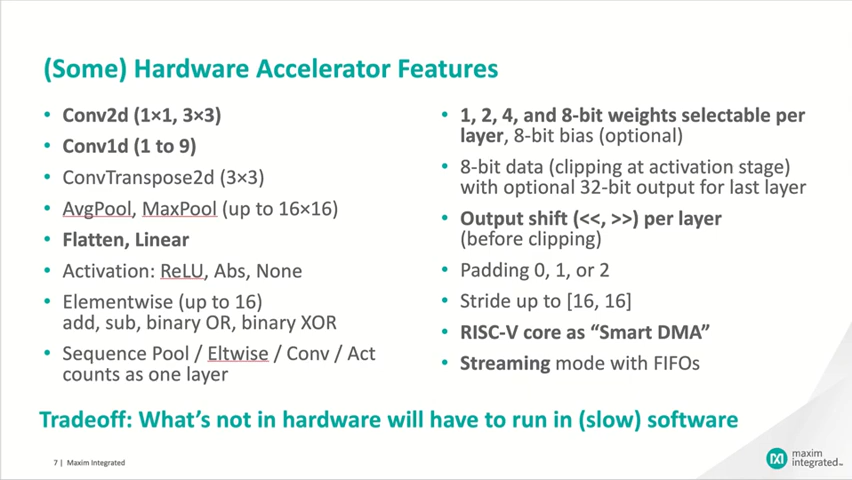 (Some) Hardware Accelerator Features
• Conv2d (1×1, 3×3)
• Conv1d (1 to 9)
• ConvTranspose2d (3×3)
• AvgPool, MaxPool (up to 16×16)
• Flatten, Linear
• Activation: ReLU, Abs, None
• Elementwise (up to 16)
add, sub, binary OR, binary XOR
• Sequence Pool / Eltwise / Conv / Act
counts as one layer
• 1, 2, 4, and 8-bit weights selectable per
layer, 8-bit bias (optional)
• 8-bit data (clipping at activation stage)
with optional 32-bit output for last layer
• Output shift (<<, >>) per layer
(before clipping)
• Padding 0, 1, or 2
• Stride up to [16, 16]
• RISC-V core as “Smart DMA”
• Streaming mode with FIFOs
Tradeoff: What’s not in hardware will have to run in (slow) software
7 | Maxim Integrated
maxim
integrated™